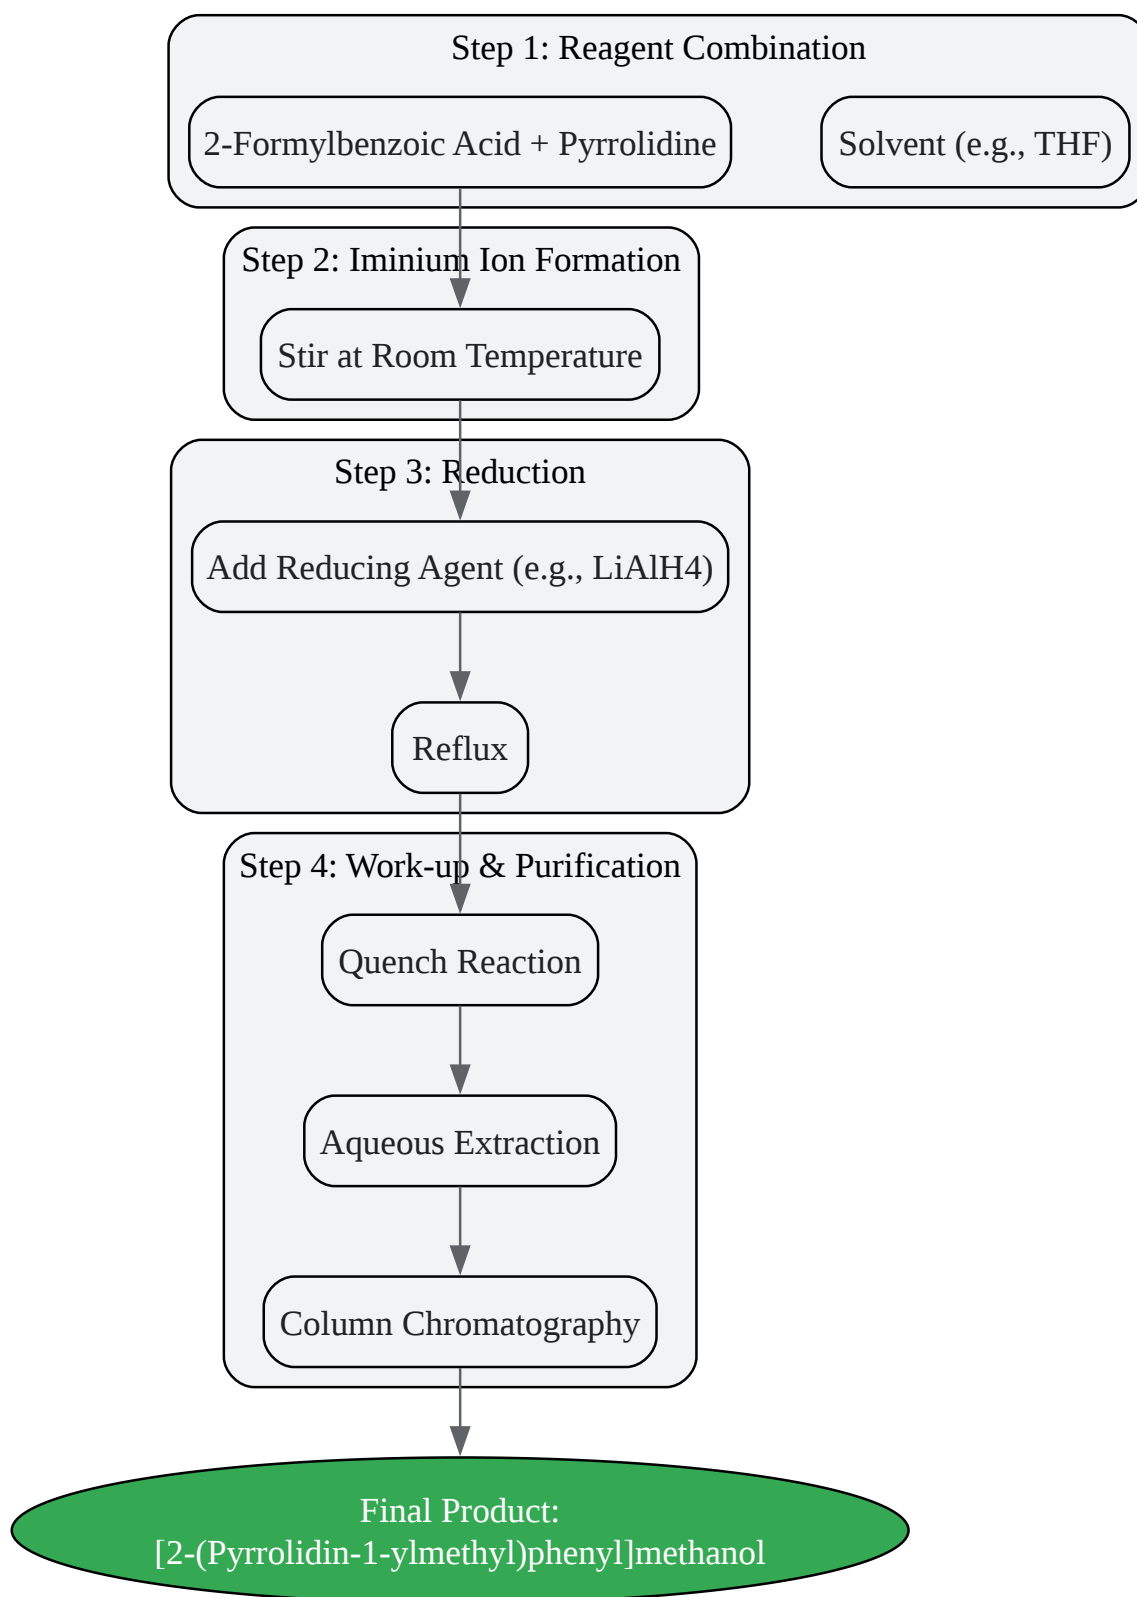 Step 1: Reagent Combination
2-Formylbenzoic Acid + Pyrrolidine
Solvent (e.g., THF)
Step 2: Iminium Ion Formation
Stir at Room Temperature
Step 3: Reduction
Add Reducing Agent (e.g., LiAlH4)
Reflux
Step 4: Work-up & Purification
Quench Reaction
Aqueous Extraction
Column Chromatography
Final Product:
[2-(Pyrrolidin-1-ylmethyl)phenyl]methanol